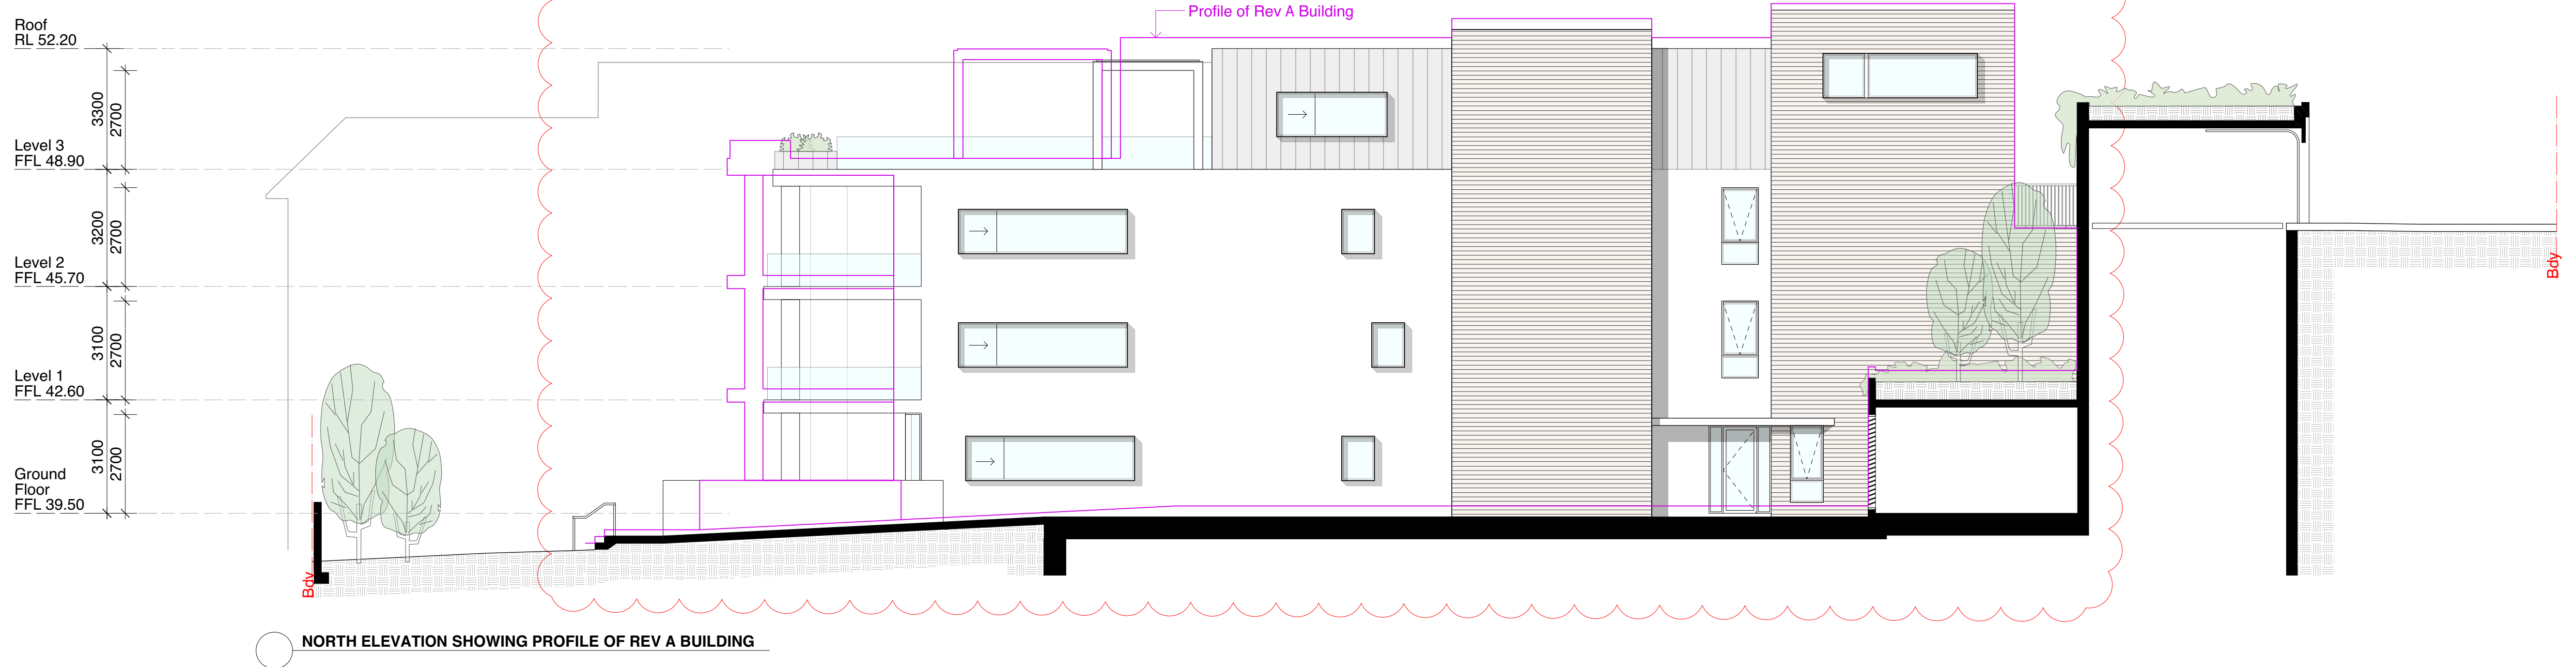 Profile of Rev A Building
Roof
RL 52.20
3300
2700
Level 3
FFL 48.90
3200
2700
Level 2
FFL 45.70
3100
2700
Level 1
FFL 42.60
3100
2700
Ground
Floor
FFL 39.50
Bdy
Bdy
NORTH ELEVATION SHOWING PROFILE OF REV A BUILDING